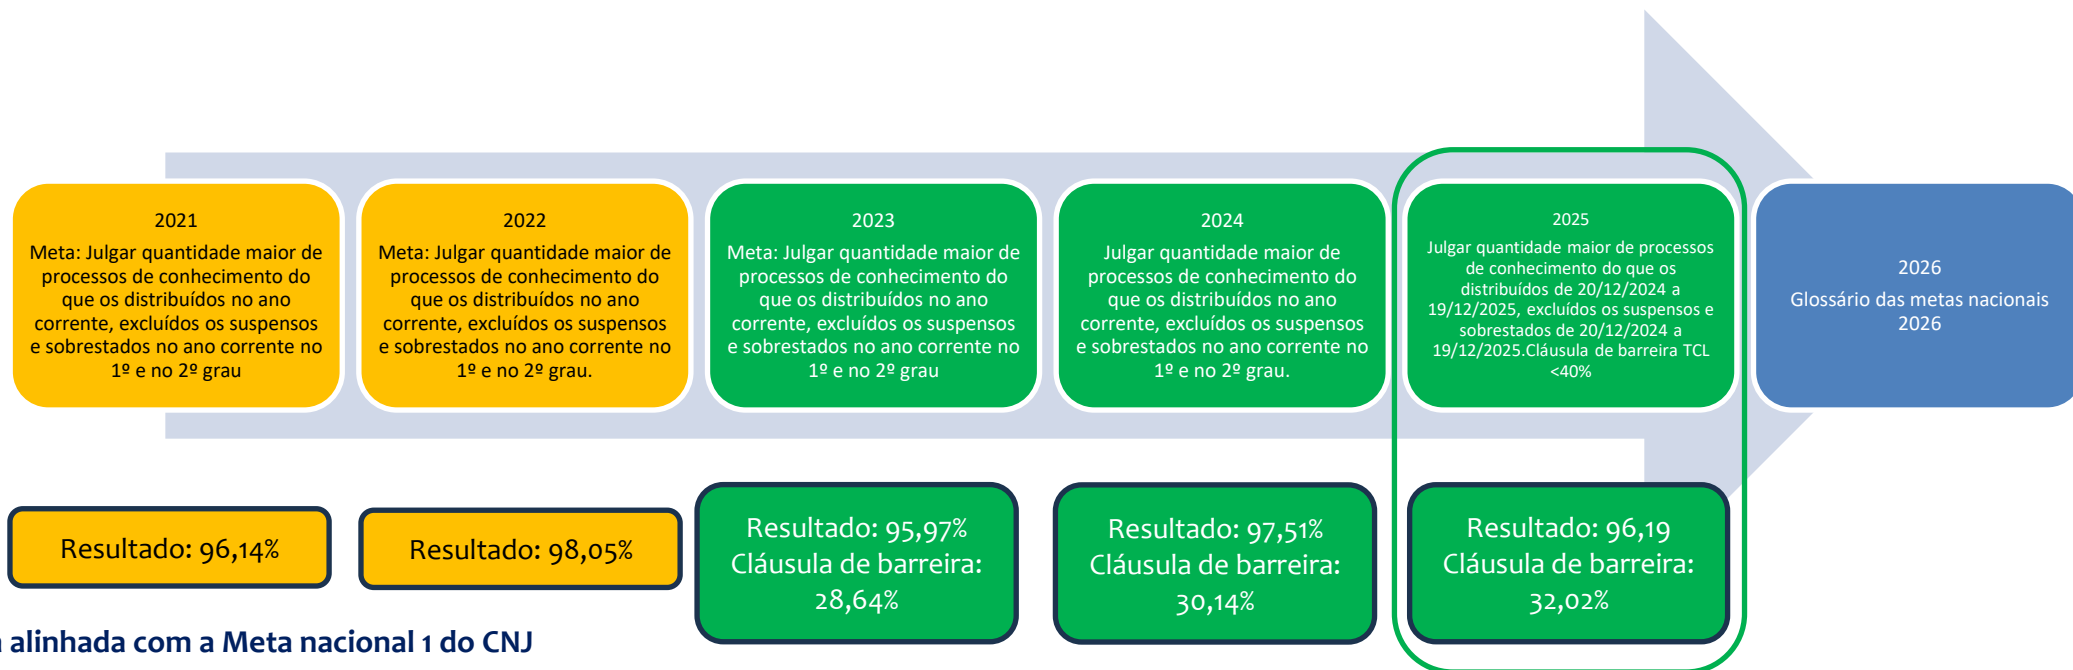 2021
Meta: Julgar quantidade maior de
processos de conhecimento do
que os distribuídos no ano
corrente, excluídos os suspensos
e sobrestados no ano corrente no
1º e no 2º grau
2022
Meta: Julgar quantidade maior de
processos de conhecimento do
que os distribuídos no ano
corrente, excluídos os suspensos
e sobrestados no ano corrente no
1º e no 2º grau.
2023
Meta: Julgar quantidade maior de
processos de conhecimento do
que os distribuídos no ano
corrente, excluídos os suspensos
e sobrestados no ano corrente no
1º e no 2º grau
2024
Julgar quantidade maior de
processos de conhecimento do
que os distribuídos no ano
corrente, excluídos os suspensos
e sobrestados no ano corrente no
1º e no 2º grau.
2025
Julgar quantidade maior de processos
de conhecimento do que os
distribuídos de 20/12/2024 a
19/12/2025, excluídos os suspensos e
sobrestados de 20/12/2024 a
19/12/2025.Cláusula de barreira TCL
<40%
2026
Glossário das metas nacionais
2026
Resultado: 96,14%
Resultado: 98,05%
Resultado: 95,97%
Cláusula de barreira:
28,64%
Resultado: 97,51%
Cláusula de barreira:
30,14%
Resultado: 96,19
Cláusula de barreira:
32,02%
alinhada com a Meta nacional 1 do CNJ